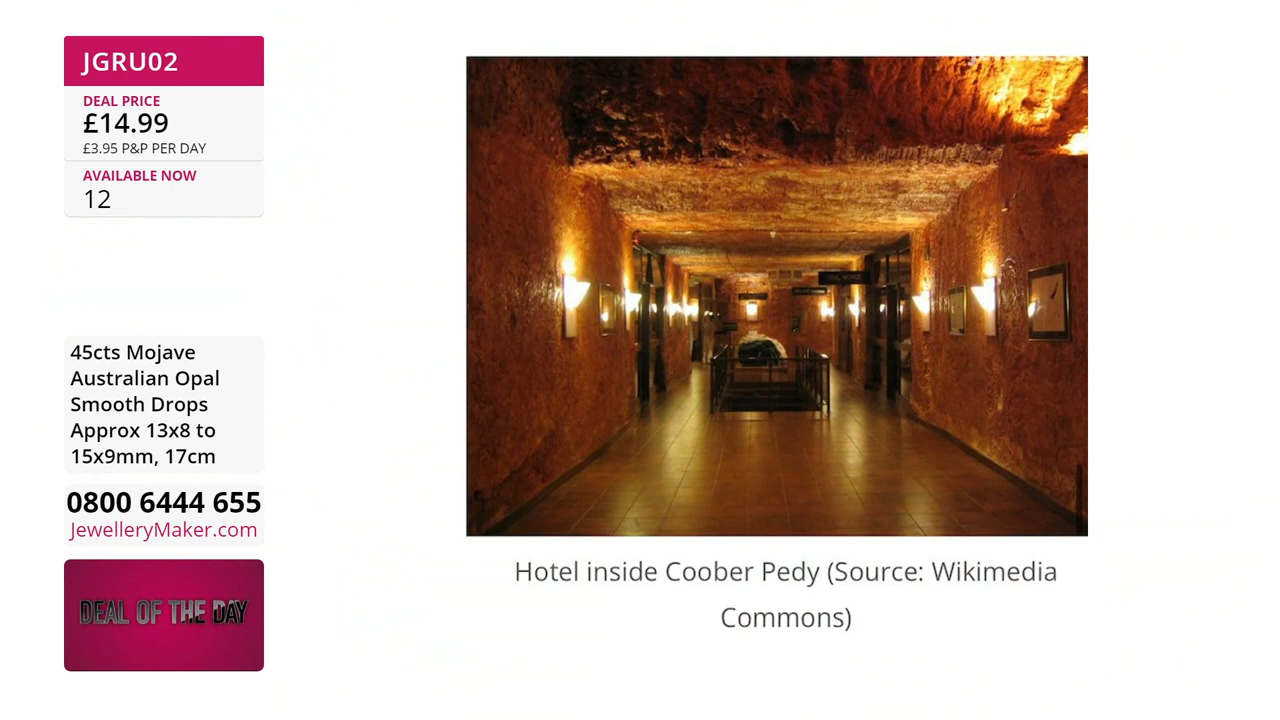 JGRU02
DEAL PRICE
£14.99
£3.95 P&P PER DAY
AVAILABLE NOW
12
45cts Mojave
Australian Opal
Smooth Drops
Approx 13x8 to
15x9mm, 17cm
0800 6444 655
JewelleryMaker.com
DEAL OF THE DAY
Hotel inside Coober Pedy (Source: Wikimedia
Commons)